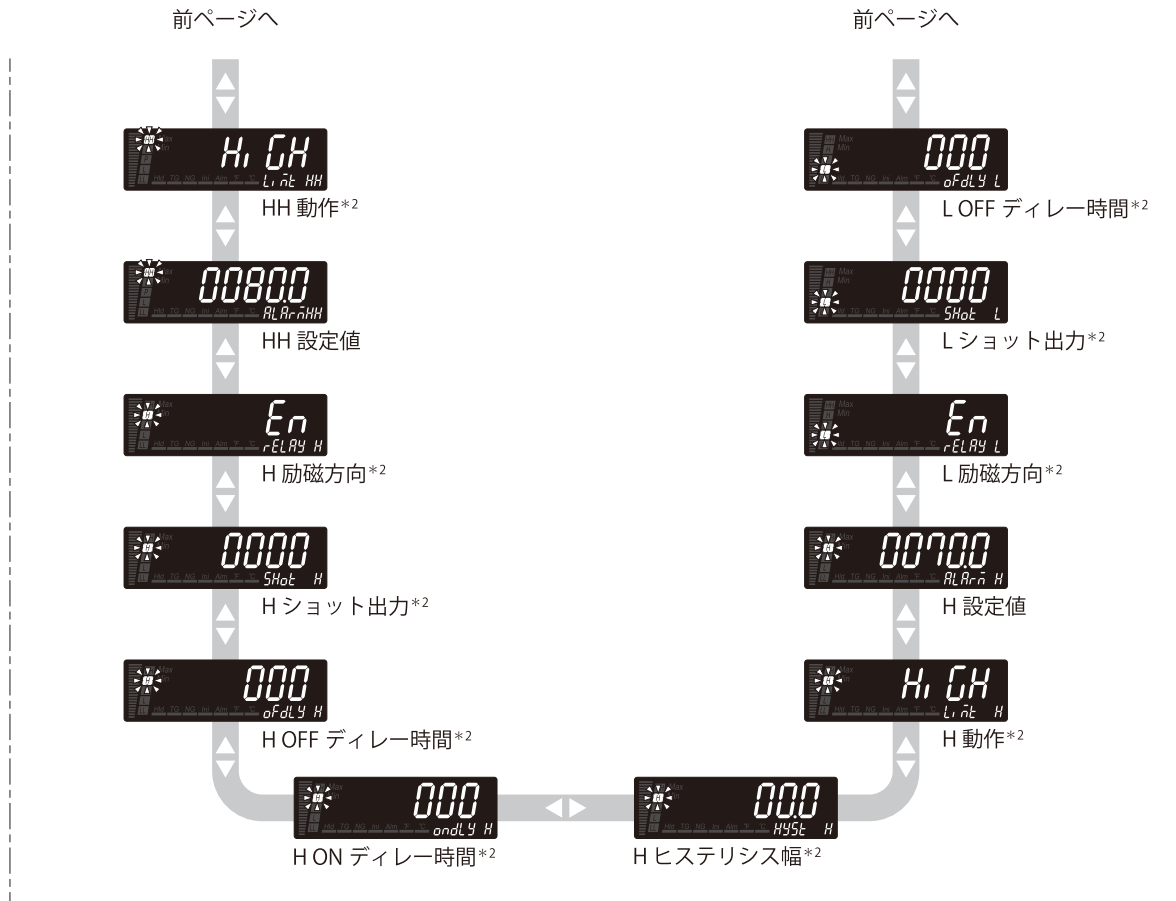 前ページへ
前ページへ
Hi GH
Limt HH
HH 動作*2
0080.0
ALArmHH
HH 設定値
En
rELAY H
H 励磁方向*2
0000
SHot H
H ショット出力*2
000
oFdLY H
H OFF ディレー時間*2
000
ondLY H
H ON ディレー時間*2
00.0
HYSt H
H ヒステリシス幅*2
000
oFdLY L
L OFF ディレー時間*2
0000
SHot L
L ショット出力*2
En
rELAY L
L 励磁方向*2
0070.0
ALArm H
H 設定値
Hi GH
Limt H
H 動作*2